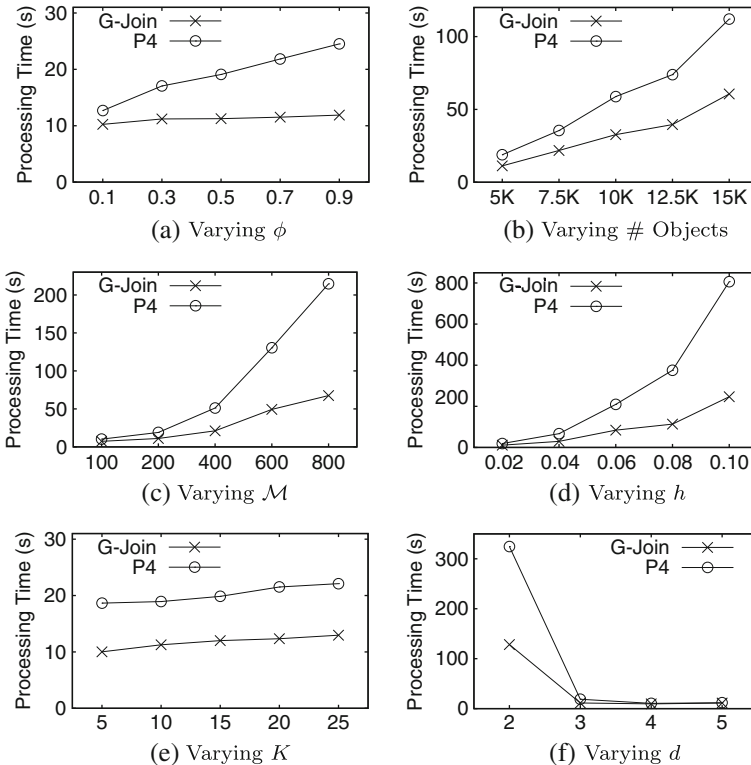 Processing Time (s)
30
20
10
0
G-Join
P4
0.1 0.3 0.5 0.7 0.9
(a) Varying ϕ
Processing Time (s)
100
50
0
G-Join
P4
5K 7.5K 10K 12.5K 15K
(b) Varying # Objects
Processing Time (s)
200
150
100
50
0
G-Join
P4
100 200 400 600 800
(c) Varying ℳ
Processing Time (s)
800
600
400
200
0
G-Join
P4
0.02 0.04 0.06 0.08 0.10
(d) Varying h
Processing Time (s)
30
20
10
0
G-Join
P4
5 10 15 20 25
(e) Varying K
Processing Time (s)
300
200
100
0
G-Join
P4
2 3 4 5
(f) Varying d